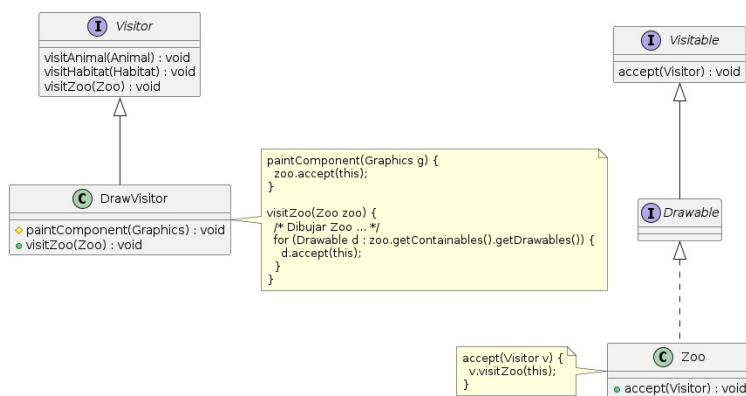 I Visitor
visitAnimal(Animal) : void
visitHabitat(Habitat) : void
visitZoo(Zoo) : void
I Visitable
accept(Visitor) : void
C DrawVisitor
paintComponent(Graphics) : void
visitZoo(Zoo) : void
paintComponent(Graphics g) {
zoo.accept(this);
}
visitZoo(Zoo zoo) {
/* Dibujar Zoo ... */
for (Drawable d : zoo.getContainables().getDrawables()) {
d.accept(this);
}
}
I Drawable
accept(Visitor v) {
v.visitZoo(this);
}
C Zoo
accept(Visitor) : void